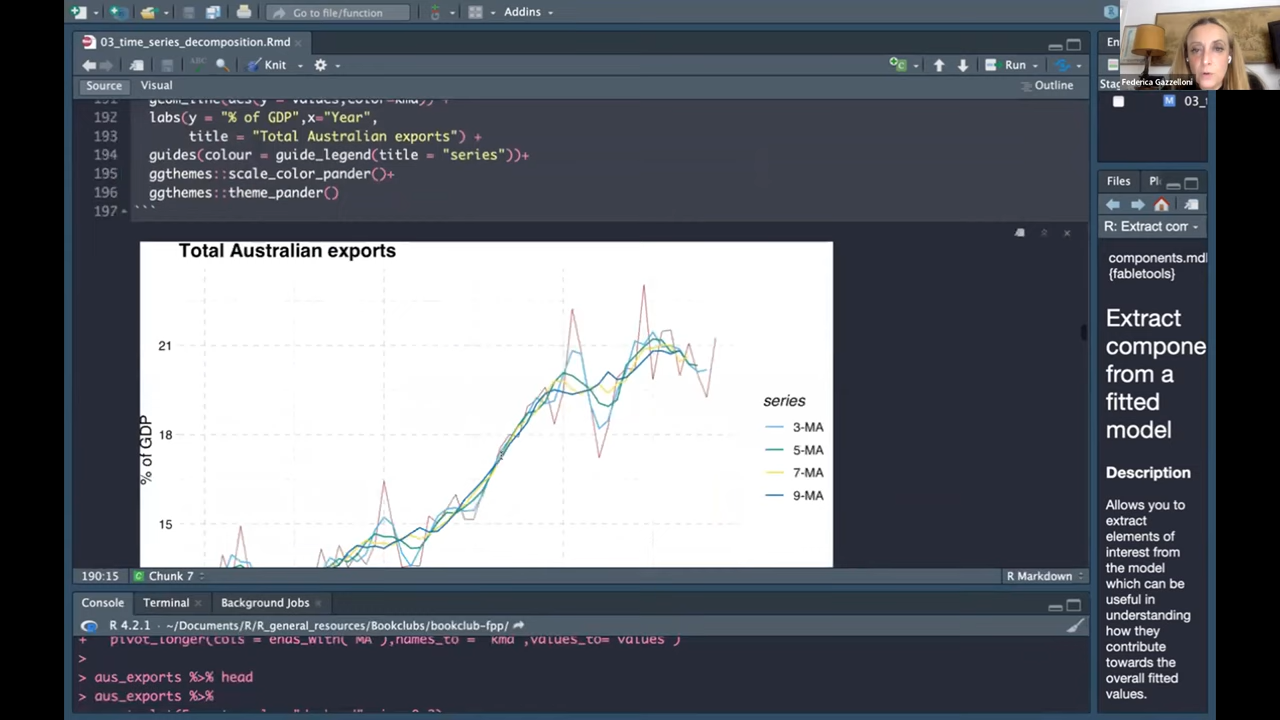 Go to file/function
Addins
Federica Gazzelloni
03_time_series_decomposition.Rmd
Knit
Run
Source
Visual
Outline
192 labs(y = "% of GDP",x="Year",
193 title = "Total Australian exports") +
194 guides(colour = guide_legend(title = "series"))+
195 ggthemes::scale_color_pander()+
196 ggthemes::theme_pander()
197 ```
Total Australian exports
21
18
15
% of GDP
series
3-MA
5-MA
7-MA
9-MA
190:15
Chunk 7
R Markdown
Console
Terminal
Background Jobs
R 4.2.1 · ~/Documents/R/R_general_resources/Bookclubs/bookclub-fpp/
>
> aus_exports %>% head
> aus_exports %>%
En
03_
Files
R: Extract com
components.mdl
{fabletools}
Extract
compone
from a
fitted
model
Description
Allows you to
extract
elements of
interest from
the model
which can be
useful in
understanding
how they
contribute
towards the
overall fitted
values.